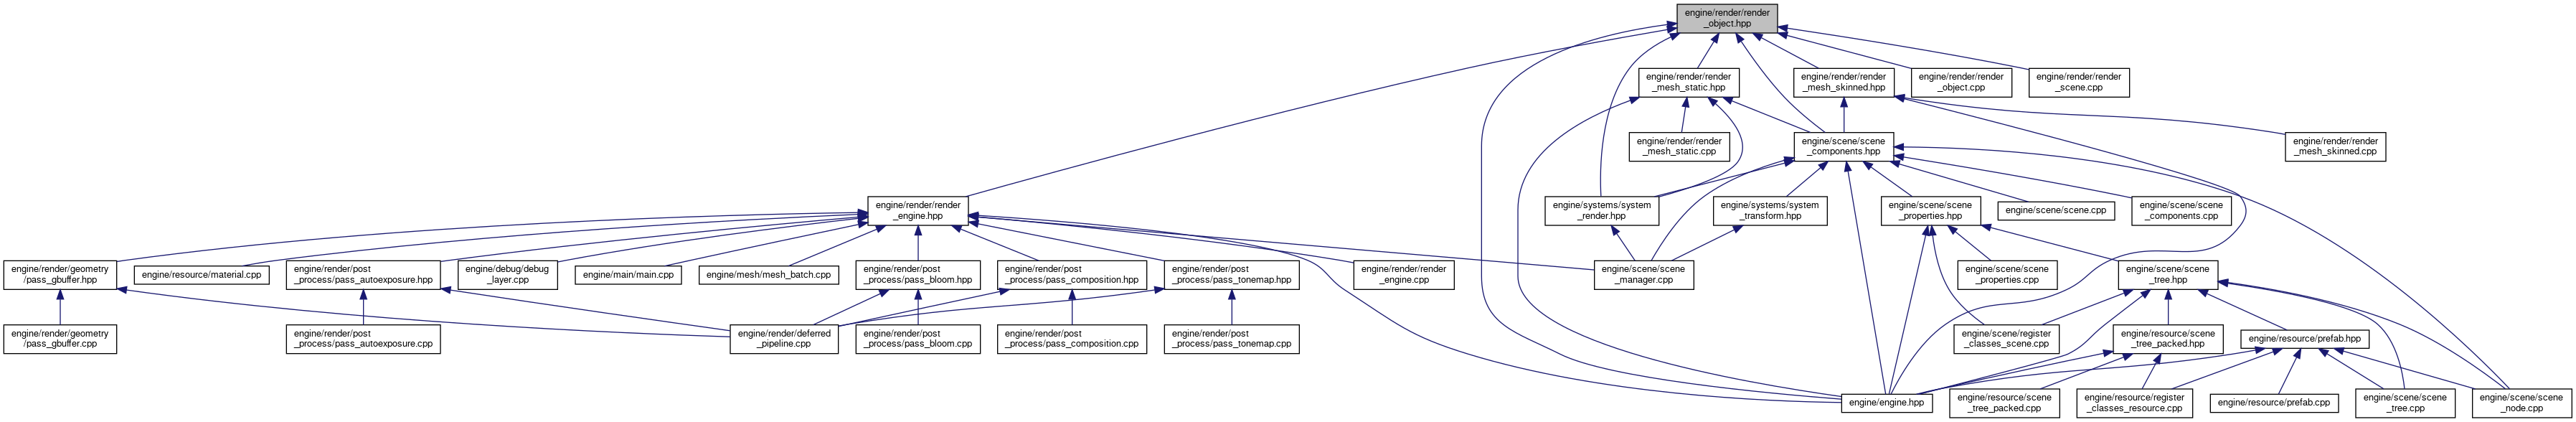 engine/render/render
_object.hpp
engine/render/render
_mesh_static.hpp
engine/render/render
_mesh_skinned.hpp
engine/render/render
_object.cpp
engine/render/render
_scene.cpp
engine/render/render
_mesh_static.cpp
engine/scene/scene
_components.hpp
engine/render/render
_mesh_skinned.cpp
engine/render/render
_engine.hpp
engine/systems/system
_render.hpp
engine/systems/system
_transform.hpp
engine/scene/scene
_properties.hpp
engine/scene/scene.cpp
engine/scene/scene
_components.cpp
engine/render/geometry
/pass_gbuffer.hpp
engine/resource/material.cpp
engine/render/post
_process/pass_autoexposure.hpp
engine/debug/debug
_layer.cpp
engine/main/main.cpp
engine/mesh/mesh_batch.cpp
engine/render/post
_process/pass_bloom.hpp
engine/render/post
_process/pass_composition.hpp
engine/render/post
_process/pass_tonemap.hpp
engine/render/render
_engine.cpp
engine/scene/scene
_manager.cpp
engine/scene/scene
_properties.cpp
engine/scene/scene
_tree.hpp
engine/render/geometry
/pass_gbuffer.cpp
engine/render/post
_process/pass_autoexposure.cpp
engine/render/deferred
_pipeline.cpp
engine/render/post
_process/pass_bloom.cpp
engine/render/post
_process/pass_composition.cpp
engine/render/post
_process/pass_tonemap.cpp
engine/scene/register
_classes_scene.cpp
engine/resource/scene
_tree_packed.hpp
engine/resource/prefab.hpp
engine/engine.hpp
engine/resource/scene
_tree_packed.cpp
engine/resource/register
_classes_resource.cpp
engine/resource/prefab.cpp
engine/scene/scene
_tree.cpp
engine/scene/scene
_node.cpp